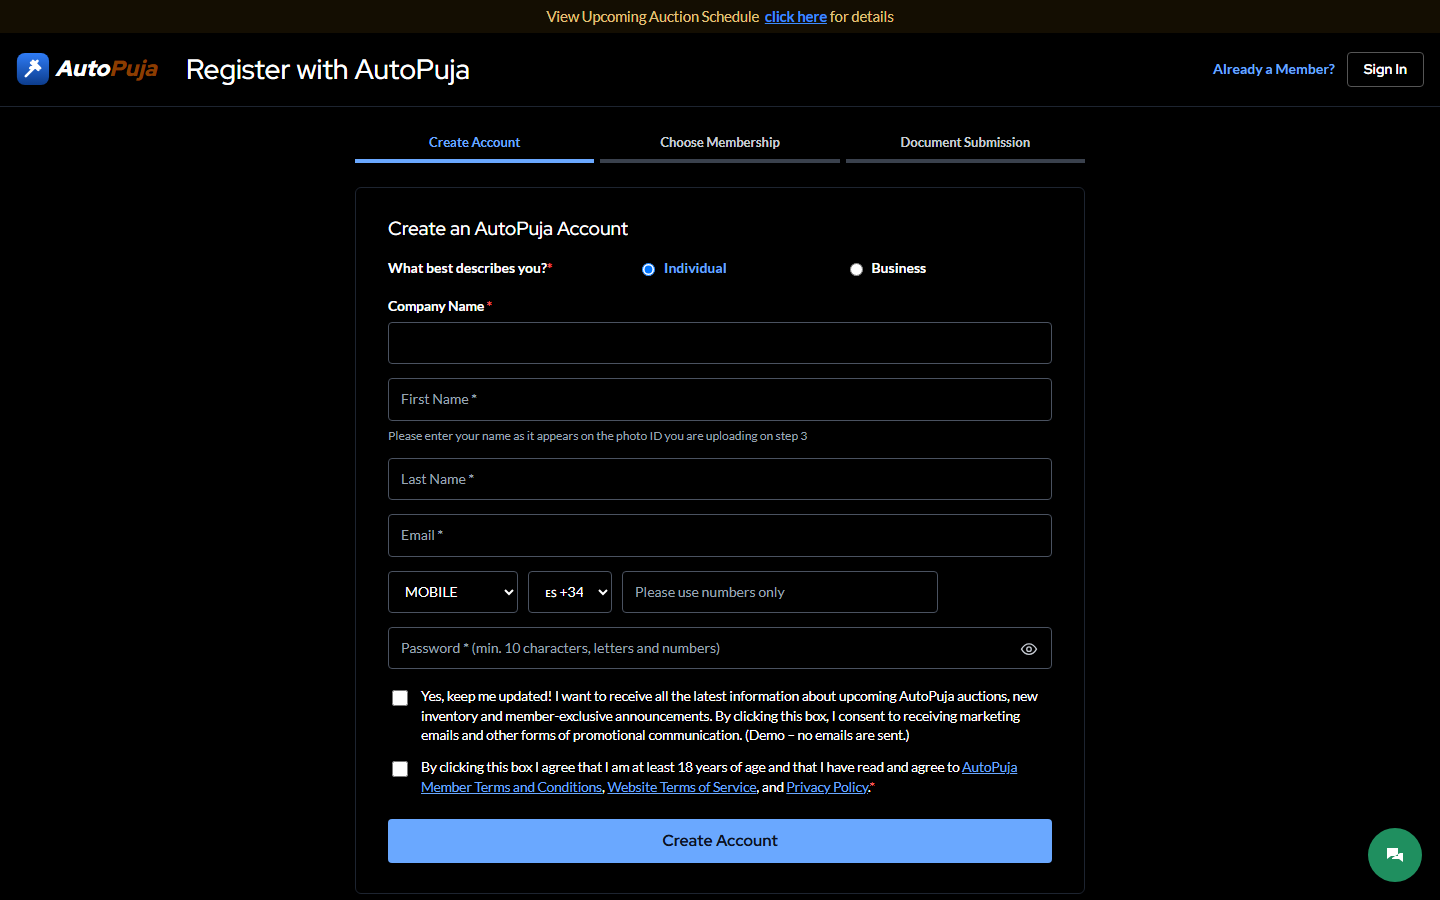 View Upcoming Auction Schedule click here for details
AutoPuja
Register with AutoPuja
Already a Member?
Sign In
Create Account
Choose Membership
Document Submission
Create an AutoPuja Account
What best describes you?*
Individual
Business
Company Name *
First Name *
Please enter your name as it appears on the photo ID you are uploading on step 3
Last Name *
Email *
MOBILE
ES +34
Please use numbers only
Password * (min. 10 characters, letters and numbers)
Yes, keep me updated! I want to receive all the latest information about upcoming AutoPuja auctions, new
inventory and member-exclusive announcements. By clicking this box, I consent to receiving marketing
emails and other forms of promotional communication. (Demo – no emails are sent.)
By clicking this box I agree that I am at least 18 years of age and that I have read and agree to AutoPuja
Member Terms and Conditions, Website Terms of Service, and Privacy Policy.*
Create Account